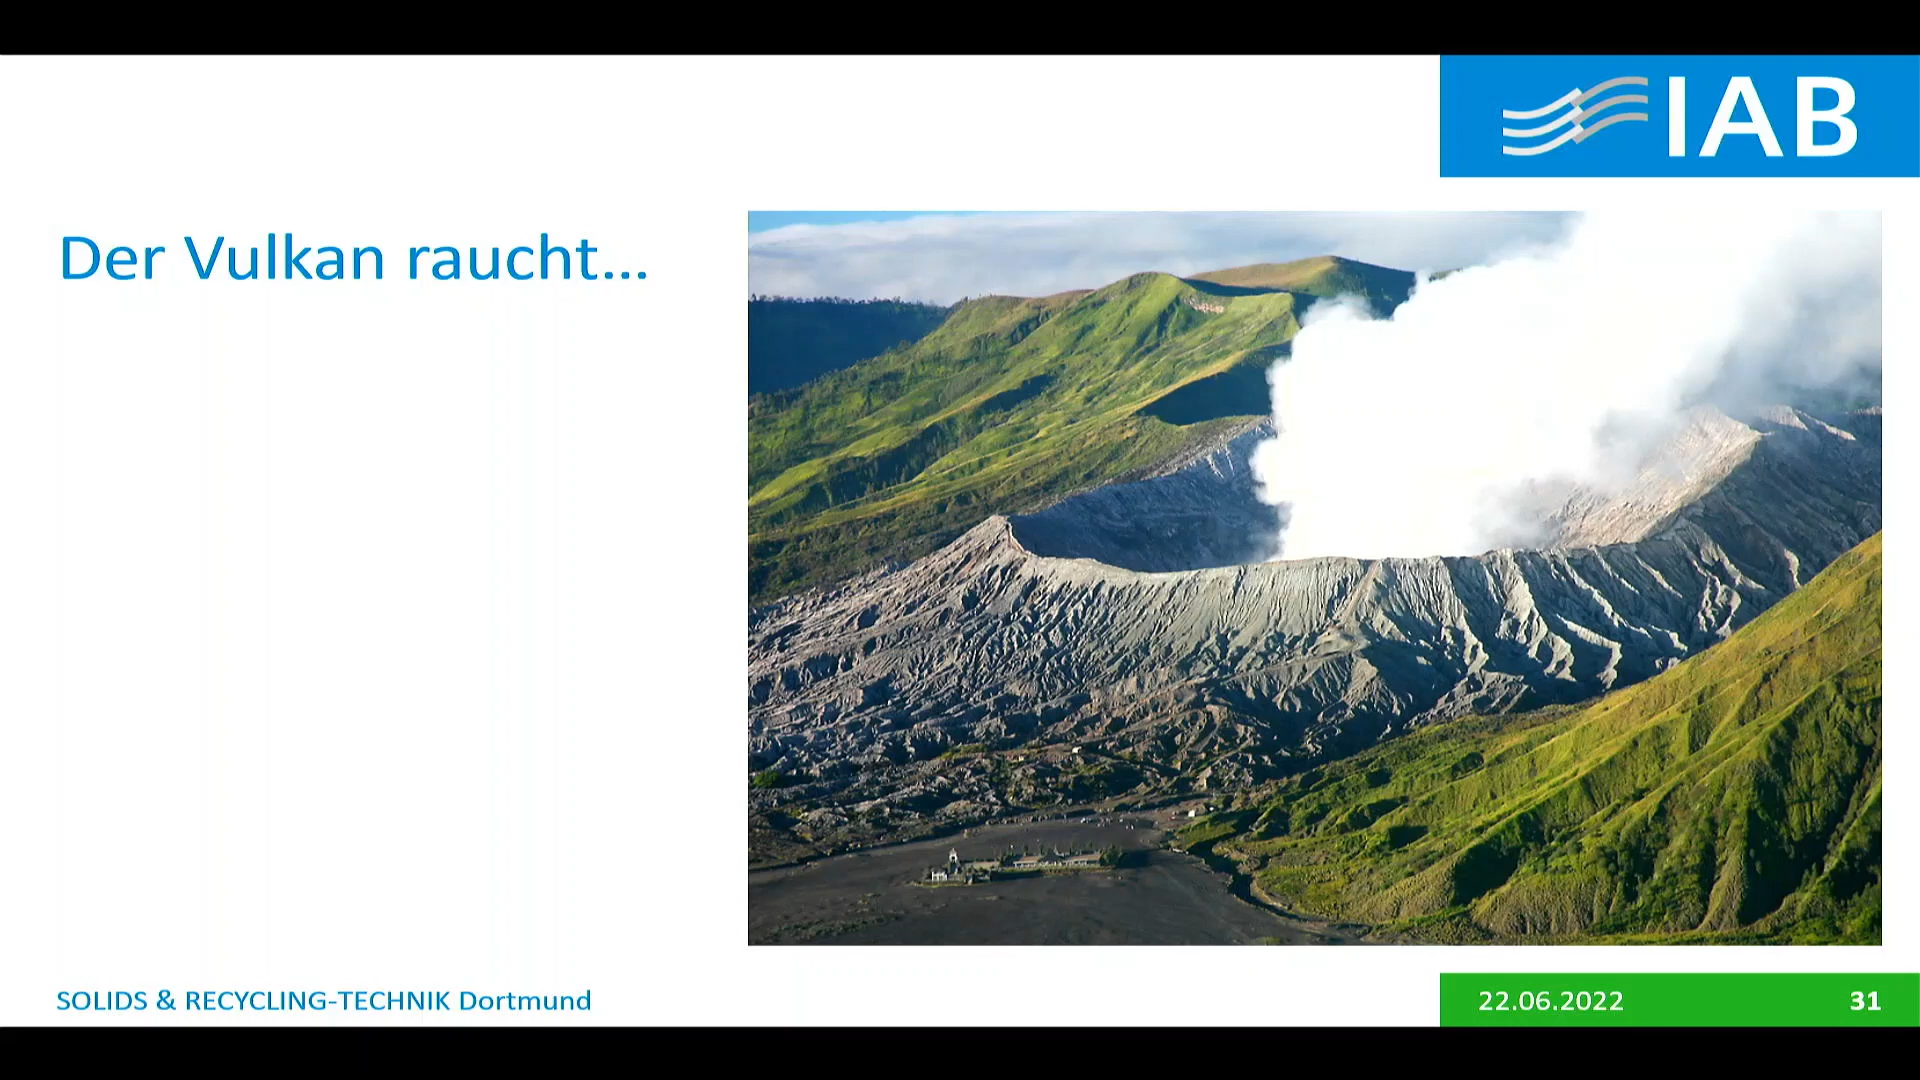 IAB
Der Vulkan raucht...
SOLIDS & RECYCLING-TECHNIK Dortmund
22.06.2022
31